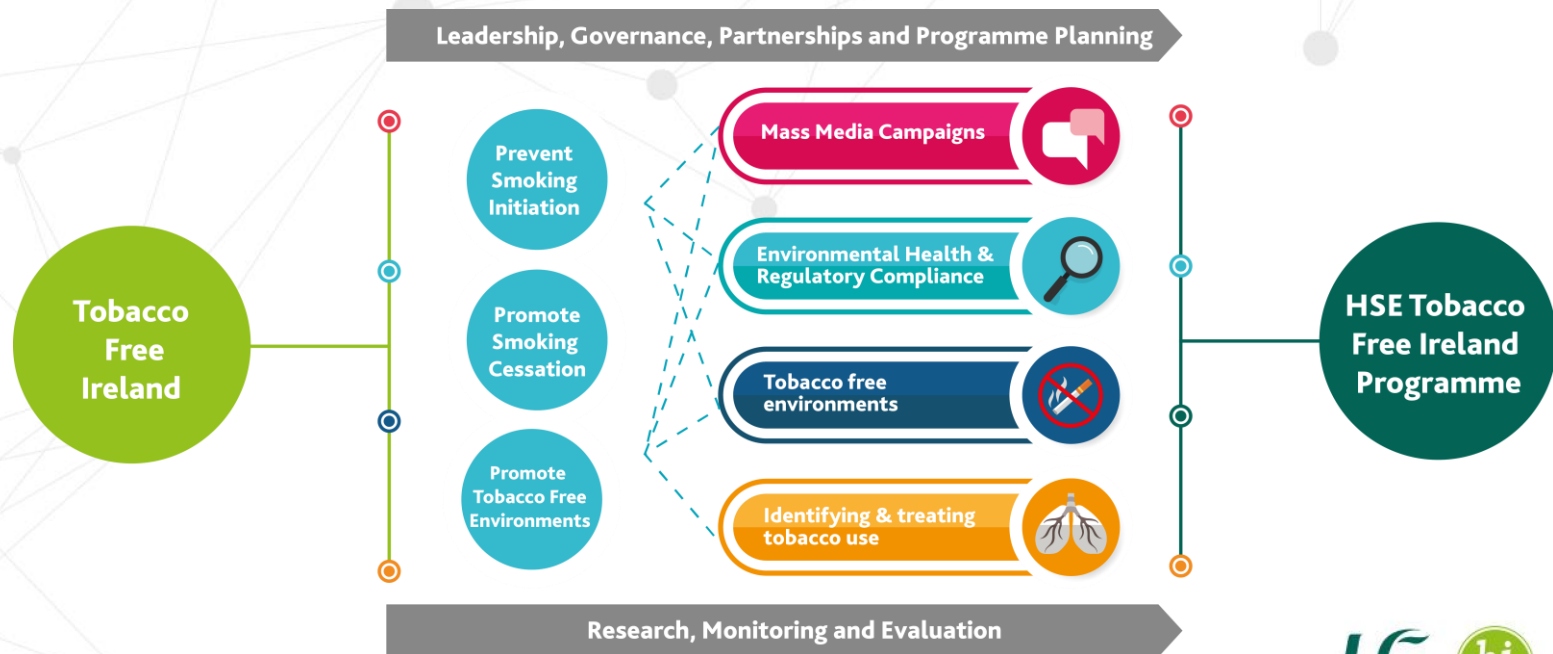 Leadership, Governance, Partnerships and Programme Planning
Tobacco
Free
Ireland
Prevent
Smoking
Initiation
Promote
Smoking
Cessation
Promote
Tobacco Free
Environments
Mass Media Campaigns
Environmental Health &
Regulatory Compliance
Tobacco free
environments
Identifying & treating
tobacco use
HSE Tobacco
Free Ireland
Programme
Research, Monitoring and Evaluation